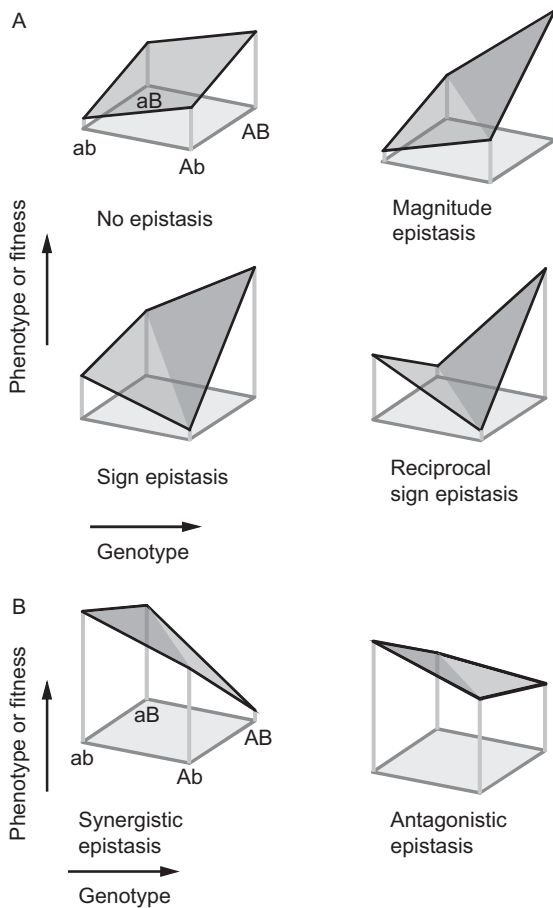 A
aB
ab
Ab
AB
No epistasis
Magnitude
epistasis
Phenotype or fitness
Sign epistasis
Reciprocal
sign epistasis
Genotype
B
Phenotype or fitness
aB
ab
Ab
AB
Synergistic
epistasis
Antagonistic
epistasis
Genotype